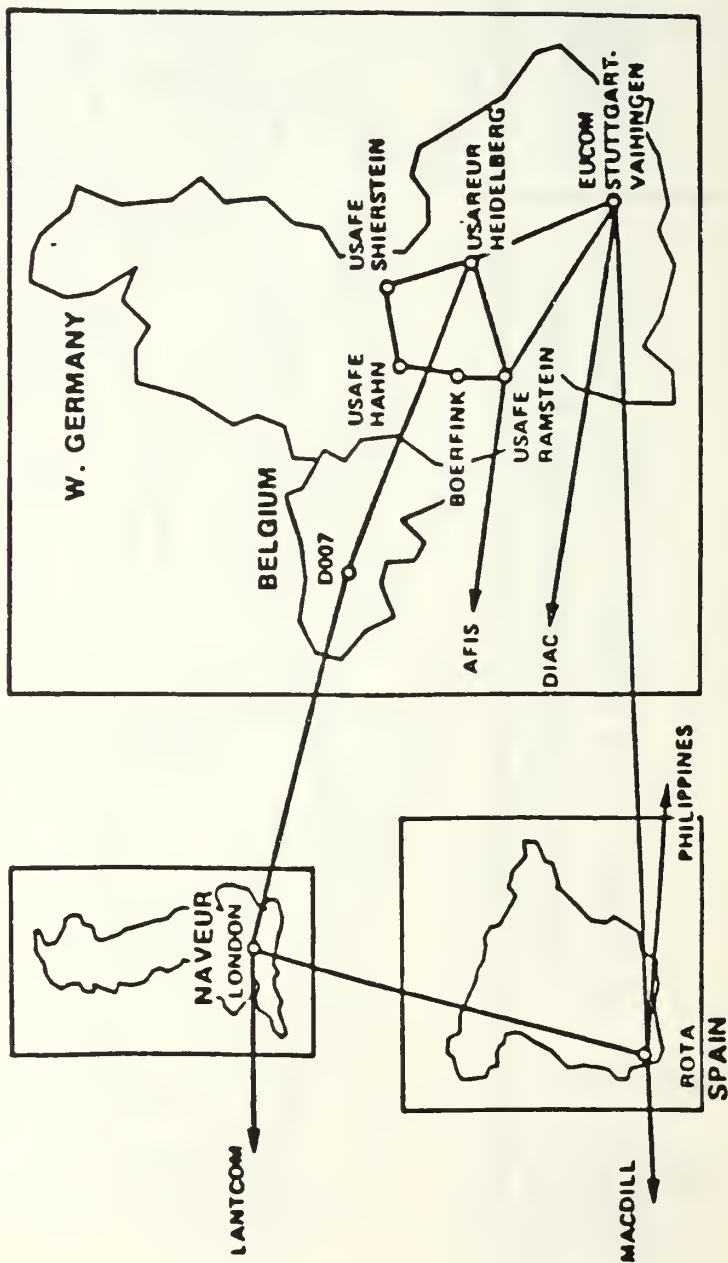 W. GERMANY
USAFE
SHIERSTEIN
USAFE
HAHN
BELGIUM
D007
USAREUR
HEIDELBERG
BOERFINK
EUCOM
STUTTGART-
VAIHINGEN
USAFE
RAMSTEIN
AFIS
DIAC
NAVEUR
LONDON
LANTCOM
PHILIPPINES
ROTA
SPAIN
MACDILL